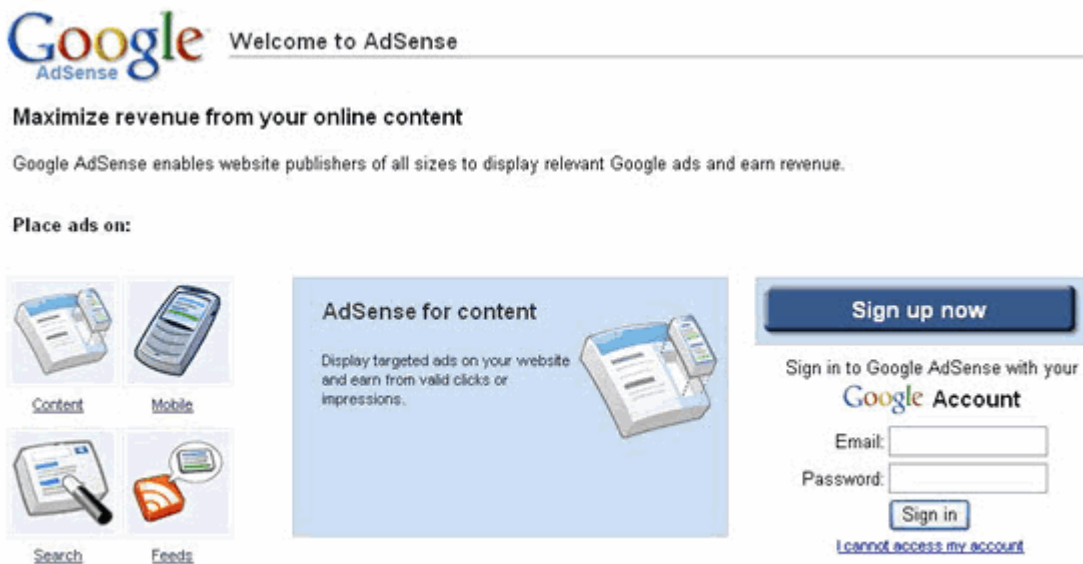 Google
AdSense
Welcome to AdSense
Maximize revenue from your online content
Google AdSense enables website publishers of all sizes to display relevant Google ads and earn revenue.
Place ads on:
Content
Mobile
Search
Feeds
AdSense for content
Display targeted ads on your website
and earn from valid clicks or
impressions.
Sign up now
Sign in to Google AdSense with your
Google Account
Email:
Password:
Sign in
I cannot access my account